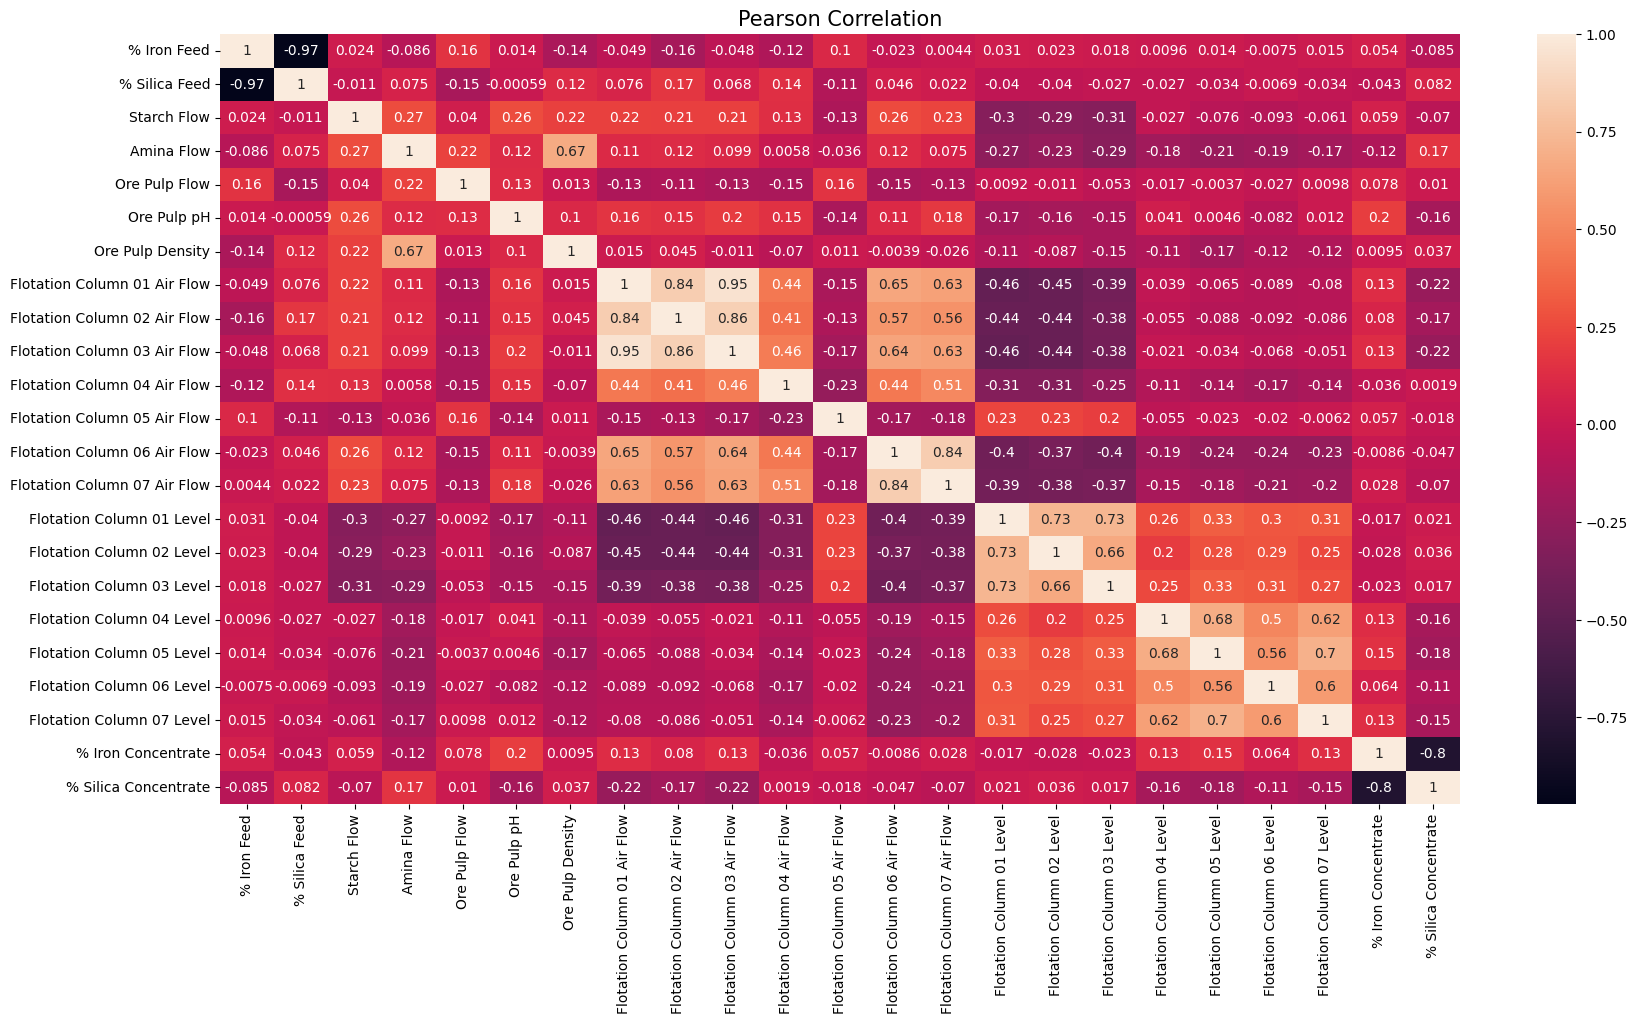 Pearson Correlation
% Iron Feed 1 -0.97 0.024 -0.086 0.16 0.014 -0.14 -0.049 -0.16 -0.048 -0.12 0.1 -0.023 0.0044 0.031 0.023 0.018 0.0096 0.014 -0.0075 0.015 0.054 -0.085
% Silica Feed -0.97 1 -0.011 0.075 -0.15 -0.00059 0.12 0.076 0.17 0.068 0.14 -0.11 0.046 0.022 -0.04 -0.04 -0.027 -0.027 -0.034 -0.0069 -0.034 -0.043 0.082
Starch Flow 0.024 -0.011 1 0.27 0.04 0.26 0.22 0.22 0.21 0.21 0.13 -0.13 0.26 0.23 -0.3 -0.29 -0.31 -0.027 -0.076 -0.093 -0.061 0.059 -0.07
Amina Flow -0.086 0.075 0.27 1 0.22 0.12 0.67 0.11 0.12 0.099 0.0058 -0.036 0.12 0.075 -0.27 -0.23 -0.29 -0.18 -0.21 -0.19 -0.17 -0.12 0.17
Ore Pulp Flow 0.16 -0.15 0.04 0.22 1 0.13 0.013 -0.13 -0.11 -0.13 -0.15 0.16 -0.15 -0.13 -0.0092 -0.011 -0.053 -0.017 -0.0037 -0.027 0.0098 0.078 0.01
Ore Pulp pH 0.014 -0.00059 0.26 0.12 0.13 1 0.1 0.16 0.15 0.2 0.15 -0.14 0.11 0.18 -0.17 -0.16 -0.15 0.041 0.0046 -0.082 0.012 0.2 -0.16
Ore Pulp Density -0.14 0.12 0.22 0.67 0.013 0.1 1 0.015 0.045 -0.011 -0.07 0.011 -0.0039 -0.026 -0.11 -0.087 -0.15 -0.11 -0.17 -0.12 -0.12 0.0095 0.037
Flotation Column 01 Air Flow -0.049 0.076 0.22 0.11 -0.13 0.16 0.015 1 0.84 0.95 0.44 -0.15 0.65 0.63 -0.46 -0.45 -0.39 -0.039 -0.065 -0.089 -0.08 0.13 -0.22
Flotation Column 02 Air Flow -0.16 0.17 0.21 0.12 -0.11 0.15 0.045 0.84 1 0.86 0.41 -0.13 0.57 0.56 -0.44 -0.44 -0.38 -0.055 -0.088 -0.092 -0.086 0.08 -0.17
Flotation Column 03 Air Flow -0.048 0.068 0.21 0.099 -0.13 0.2 -0.011 0.95 0.86 1 0.46 -0.17 0.64 0.63 -0.46 -0.44 -0.38 -0.021 -0.034 -0.068 -0.051 0.13 -0.22
Flotation Column 04 Air Flow -0.12 0.14 0.13 0.0058 -0.15 0.15 -0.07 0.44 0.41 0.46 1 -0.23 0.44 0.51 -0.31 -0.31 -0.25 -0.11 -0.14 -0.17 -0.14 -0.036 0.0019
Flotation Column 05 Air Flow 0.1 -0.11 -0.13 -0.036 0.16 -0.14 0.011 -0.15 -0.13 -0.17 -0.23 1 -0.17 -0.18 0.23 0.23 0.2 -0.055 -0.023 -0.02 -0.0062 0.057 -0.018
Flotation Column 06 Air Flow -0.023 0.046 0.26 0.12 -0.15 0.11 -0.0039 0.65 0.57 0.64 0.44 -0.17 1 0.84 -0.4 -0.37 -0.4 -0.19 -0.24 -0.24 -0.23 -0.0086 -0.047
Flotation Column 07 Air Flow 0.0044 0.022 0.23 0.075 -0.13 0.18 -0.026 0.63 0.56 0.63 0.51 -0.18 0.84 1 -0.39 -0.38 -0.37 -0.15 -0.18 -0.21 -0.2 0.028 -0.07
Flotation Column 01 Level 0.031 -0.04 -0.3 -0.27 -0.0092 -0.17 -0.11 -0.46 -0.44 -0.46 -0.31 0.23 -0.4 -0.39 1 0.73 0.73 0.26 0.33 0.3 0.31 -0.017 0.021
Flotation Column 02 Level 0.023 -0.04 -0.29 -0.23 -0.011 -0.16 -0.087 -0.45 -0.44 -0.44 -0.31 0.23 -0.37 -0.38 0.73 1 0.66 0.2 0.28 0.29 0.25 -0.028 0.036
Flotation Column 03 Level 0.018 -0.027 -0.31 -0.29 -0.053 -0.15 -0.15 -0.39 -0.38 -0.38 -0.25 0.2 -0.4 -0.37 0.73 0.66 1 0.25 0.33 0.31 0.27 -0.023 0.017
Flotation Column 04 Level 0.0096 -0.027 -0.027 -0.18 -0.017 0.041 -0.11 -0.039 -0.055 -0.021 -0.11 -0.055 -0.19 -0.15 0.26 0.2 0.25 1 0.68 0.5 0.62 0.13 -0.16
Flotation Column 05 Level 0.014 -0.034 -0.076 -0.21 -0.0037 0.0046 -0.17 -0.065 -0.088 -0.034 -0.14 -0.023 -0.24 -0.18 0.33 0.28 0.33 0.68 1 0.56 0.7 0.15 -0.18
Flotation Column 06 Level -0.0075 -0.0069 -0.093 -0.19 -0.027 -0.082 -0.12 -0.089 -0.092 -0.068 -0.17 -0.02 -0.24 -0.21 0.3 0.29 0.31 0.5 0.56 1 0.6 0.064 -0.11
Flotation Column 07 Level 0.015 -0.034 -0.061 -0.17 0.0098 0.012 -0.12 -0.08 -0.086 -0.051 -0.14 -0.0062 -0.23 -0.2 0.31 0.25 0.27 0.62 0.7 0.6 1 0.13 -0.15
% Iron Concentrate 0.054 -0.043 0.059 -0.12 0.078 0.2 0.0095 0.13 0.08 0.13 -0.036 0.057 -0.0086 0.028 -0.017 -0.028 -0.023 0.13 0.15 0.064 0.13 1 -0.8
% Silica Concentrate -0.085 0.082 -0.07 0.17 0.01 -0.16 0.037 -0.22 -0.17 -0.22 0.0019 -0.018 -0.047 -0.07 0.021 0.036 0.017 -0.16 -0.18 -0.11 -0.15 -0.8 1
% Iron Feed
% Silica Feed
Starch Flow
Amina Flow
Ore Pulp Flow
Ore Pulp pH
Ore Pulp Density
Flotation Column 01 Air Flow
Flotation Column 02 Air Flow
Flotation Column 03 Air Flow
Flotation Column 04 Air Flow
Flotation Column 05 Air Flow
Flotation Column 06 Air Flow
Flotation Column 07 Air Flow
Flotation Column 01 Level
Flotation Column 02 Level
Flotation Column 03 Level
Flotation Column 04 Level
Flotation Column 05 Level
Flotation Column 06 Level
Flotation Column 07 Level
% Iron Concentrate
% Silica Concentrate
1.00
0.75
0.50
0.25
0.00
−0.25
−0.50
−0.75